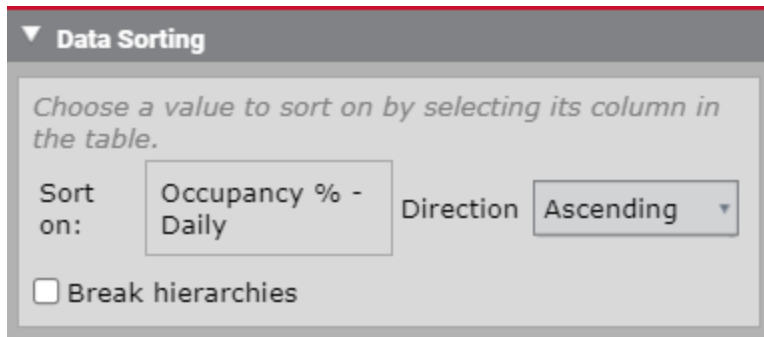 Data Sorting
Choose a value to sort on by selecting its column in
the table.
Sort on:
Occupancy % - Daily
Direction
Ascending
Break hierarchies